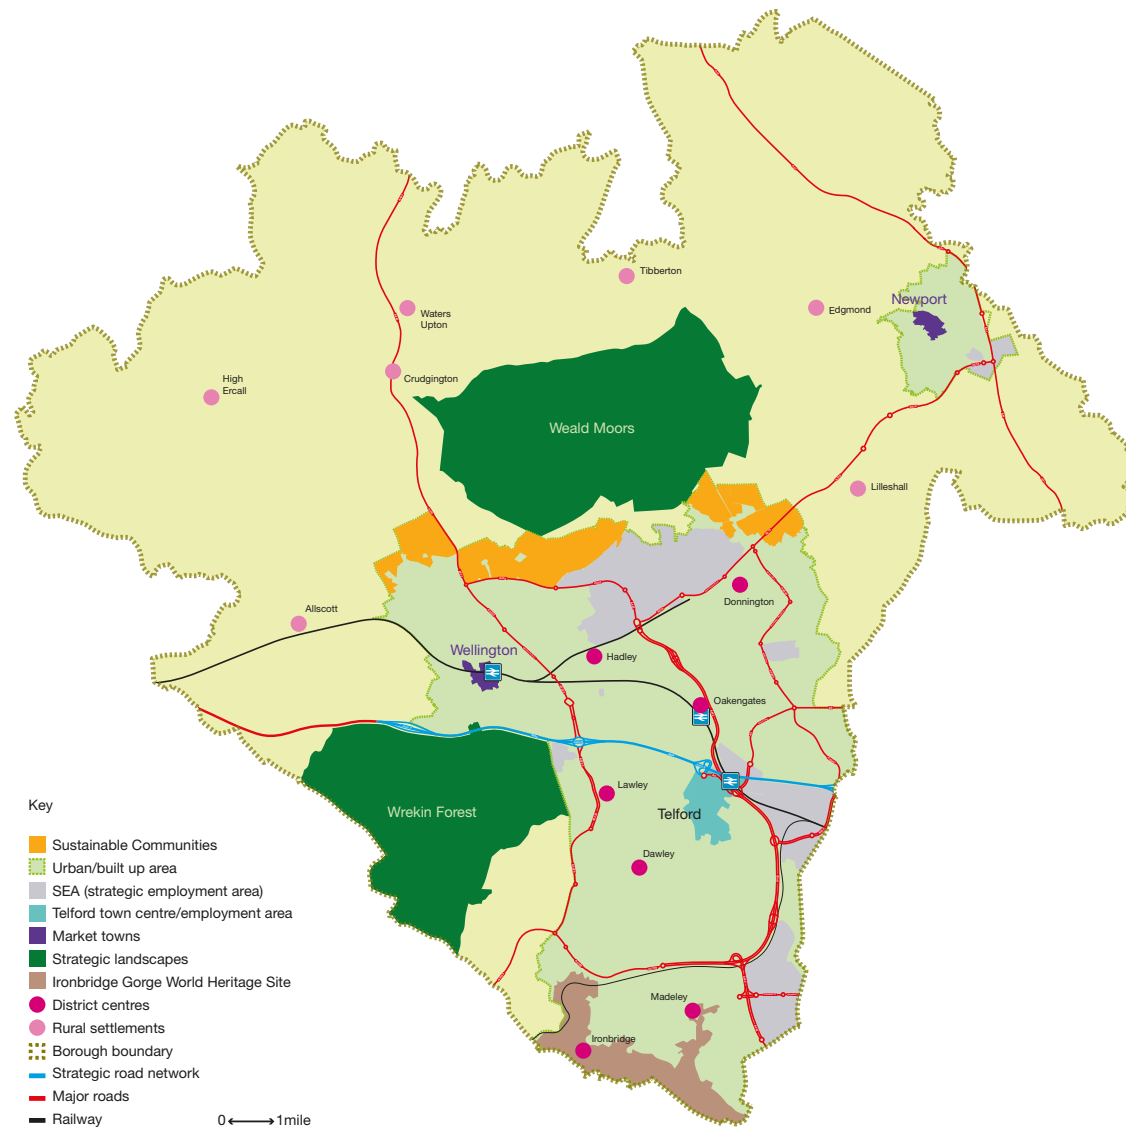 Tibberton
Newport
Edgmond
Waters
Upton
Crudgington
High
Ercall
Weald Moors
Lilleshall
Donnington
Allscott
Wellington
Hadley
Oakengates
Lawley
Wrekin Forest
Telford
Dawley
Madeley
Ironbridge
Key
Sustainable Communities
Urban/built up area
SEA (strategic employment area)
Telford town centre/employment area
Market towns
Strategic landscapes
Ironbridge Gorge World Heritage Site
District centres
Rural settlements
Borough boundary
Strategic road network
Major roads
Railway
0 1mile